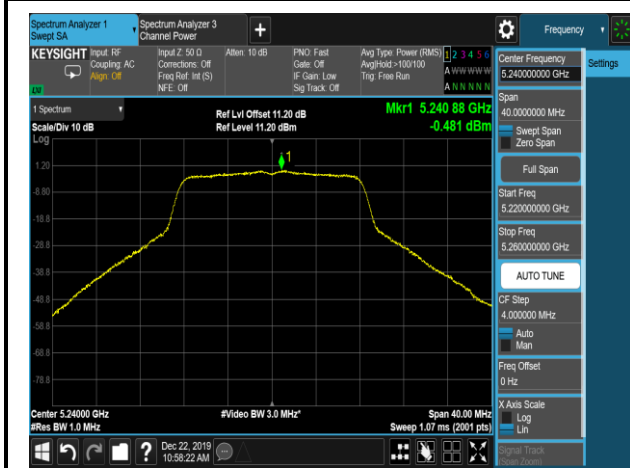 Spectrum Analyzer 1
Swept SA
Spectrum Analyzer 3
Channel Power
+
Frequency
KEYSIGHT
Input: RF
Coupling: AC
Align: Off
Input Z: 50 Ω
Corrections: Off
Freq Ref: Int (S)
NFE: Off
Atten: 10 dB
PNO: Fast
Gate: Off
IF Gain: Low
Sig Track: Off
Avg Type: Power (RMS)
Avg|Hold:>100/100
Trig: Free Run
1 2 3 4 5 6
A W W W W W
A N N N N N
LXI
1 Spectrum
Scale/Div 10 dB
Ref Lvl Offset 11.20 dB
Ref Level 11.20 dBm
Mkr1 5.240 88 GHz
-0.481 dBm
Log
1
1.20
-8.80
-18.8
-28.8
-38.8
-48.8
-58.8
-68.8
-78.8
Center 5.24000 GHz
#Video BW 3.0 MHz*
Span 40.00 MHz
#Res BW 1.0 MHz
Sweep 1.07 ms (2001 pts)
Center Frequency
5.240000000 GHz
Settings
Span
40.0000000 MHz
Swept Span
Zero Span
Full Span
Start Freq
5.220000000 GHz
Stop Freq
5.260000000 GHz
AUTO TUNE
CF Step
4.000000 MHz
Auto
Man
Freq Offset
0 Hz
X Axis Scale
Log
Lin
Signal Track
(Span Zoom)
?
Dec 22, 2019
10:58:22 AM